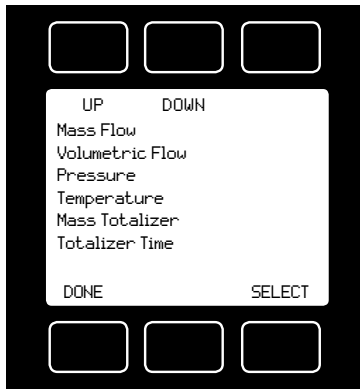 UP DOWN
Mass Flow
Volumetric Flow
Pressure
Temperature
Mass Totalizer
Totalizer Time
DONE SELECT